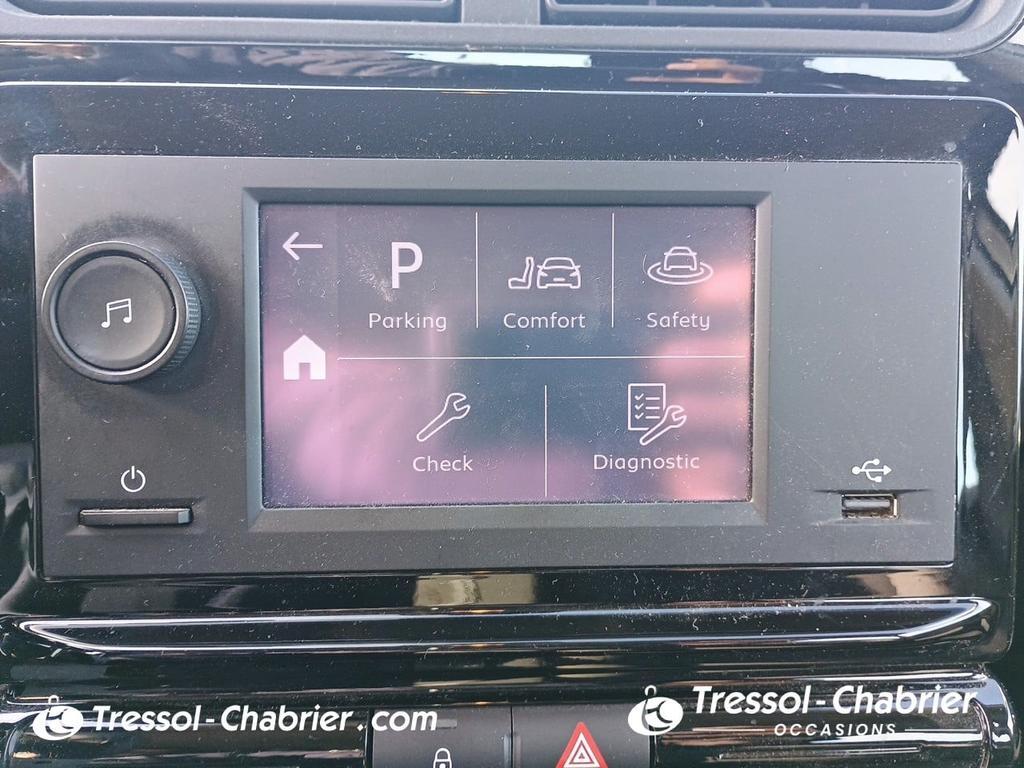 P
Parking
Comfort
Safety
Check
Diagnostic
Tressol-Chabrier.com
Tressol-Chabrier
OCCASIONS